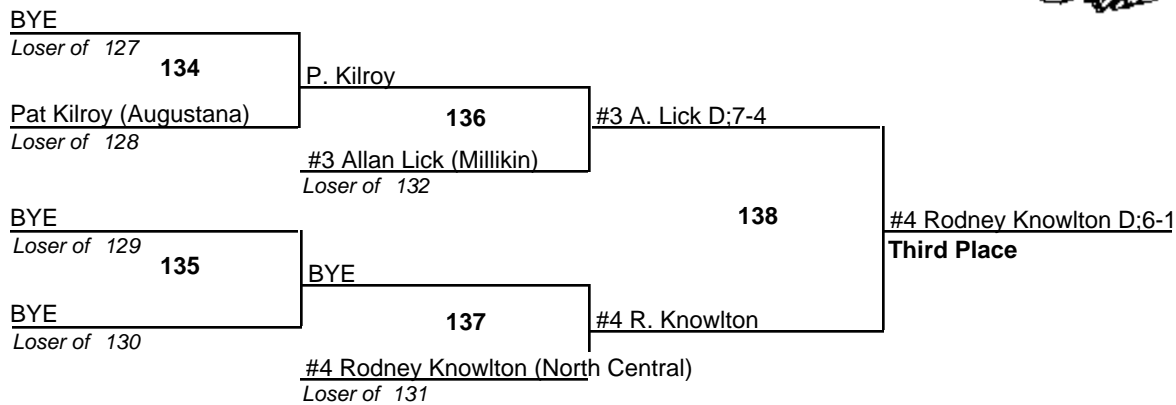 BYE
Loser of 127
134
P. Kilroy
Pat Kilroy (Augustana)
136
#3 A. Lick D;7-4
Loser of 128
#3 Allan Lick (Millikin)
Loser of 132
BYE
138
#4 Rodney Knowlton D;6-1
Loser of 129
135
Third Place
BYE
BYE
137
#4 R. Knowlton
Loser of 130
#4 Rodney Knowlton (North Central)
Loser of 131